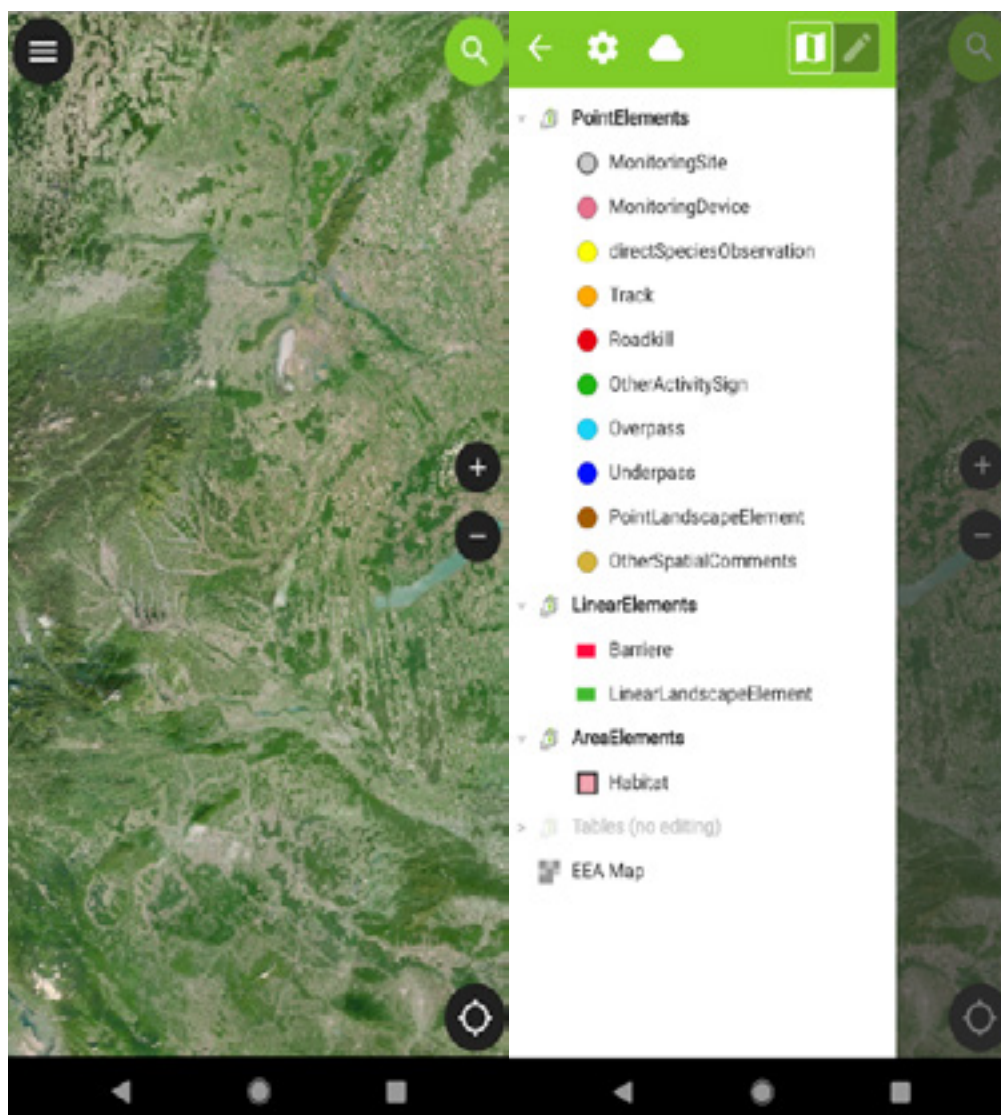 PointElements
MonitoringSite
MonitoringDevice
directSpeciesObservation
Track
Roadkill
OtherActivitySign
Overpass
Underpass
PointLandscapeElement
OtherSpatialComments
LinearElements
Barriere
LinearLandscapeElement
AreaElements
Habitat
Tables (no editing)
EEA Map